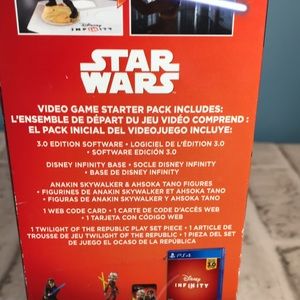 DISNEY
INFINITY
STAR
WARS
VIDEO GAME STARTER PACK INCLUDES:
L'ENSEMBLE DE DÉPART DU JEU VIDÉO COMPREND :
EL PACK INICIAL DEL VIDEOJUEGO INCLUYE:
3.0 EDITION SOFTWARE • LOGICIEL DE L'ÉDITION 3.0
• SOFTWARE EDICIÓN 3.0
DISNEY INFINITY BASE • SOCLE DISNEY INFINITY
• BASE DE DISNEY INFINITY
ANAKIN SKYWALKER & AHSOKA TANO FIGURES
• FIGURINES DE ANAKIN SKYWALKER ET AHSOKA TANO
• FIGURAS DE ANAKIN SKYWALKER Y AHSOKA TANO
1 WEB CODE CARD • 1 CARTE DE CODE D'ACCÈS WEB
• 1 TARJETA CON CÓDIGO WEB
1 TWILIGHT OF THE REPUBLIC PLAY SET PIECE • 1 ARTICLE DE
TROUSSE DE JEU TWILIGHT OF THE REPUBLIC • 1 PIEZA DEL SET
DE JUEGO EL OCASO DE LA REPÚBLICA
PS4
3.0
DISNEY
INFINITY